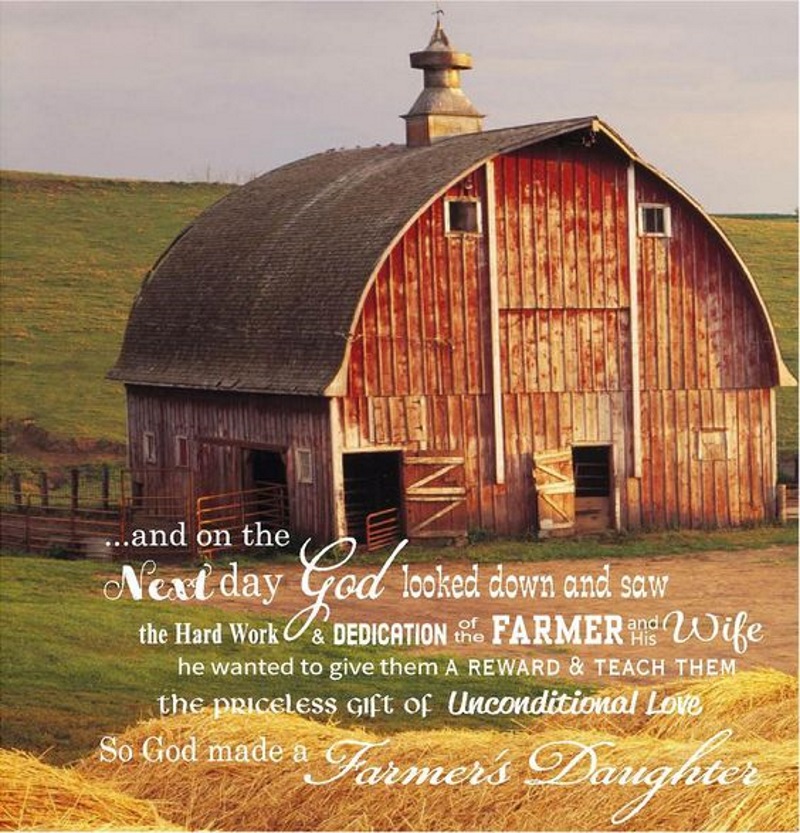 ...and on the
Next day God looked down and saw
the Hard Work & DEDICATION of the FARMER and His Wife
he wanted to give them A REWARD & TEACH THEM
the priceless gift of Unconditional Love
So God made a Farmer's Daughter